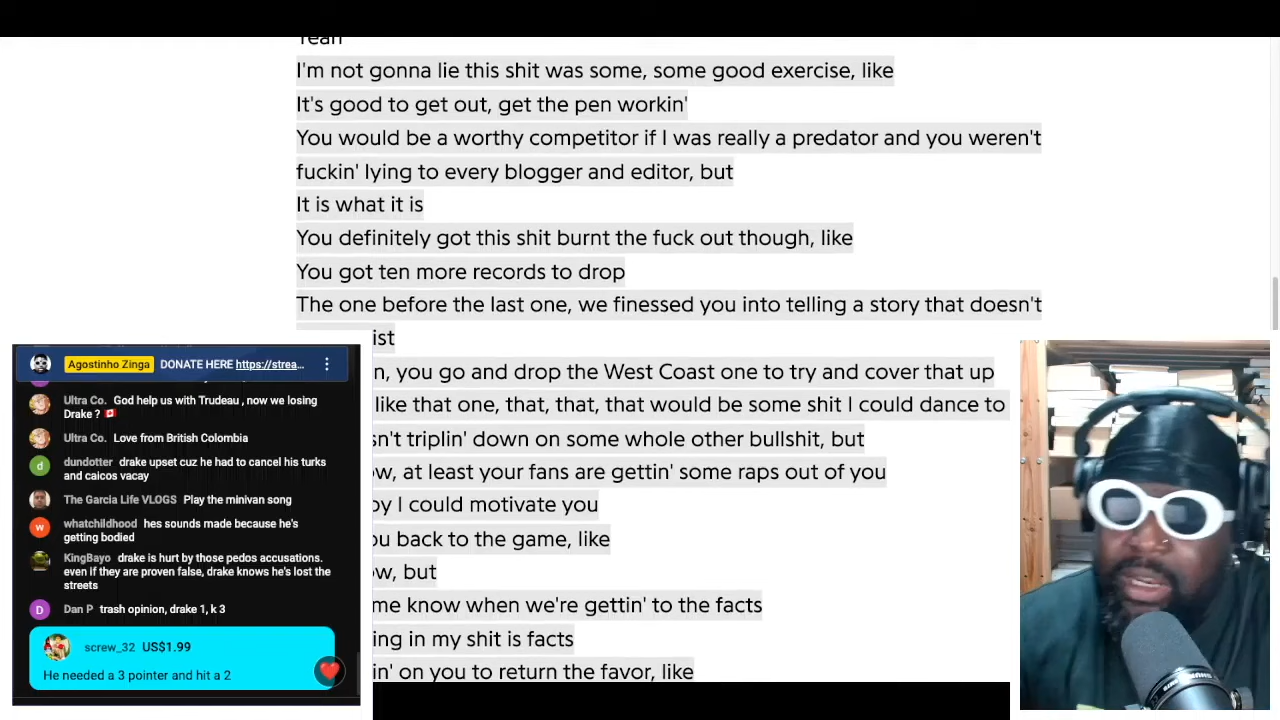 Yeah
I'm not gonna lie this shit was some, some good exercise, like
It's good to get out, get the pen workin'
You would be a worthy competitor if I was really a predator and you weren't
fuckin' lying to every blogger and editor, but
It is what it is
You definitely got this shit burnt the fuck out though, like
You got ten more records to drop
The one before the last one, we finessed you into telling a story that doesn't
ist
n, you go and drop the West Coast one to try and cover that up
like that one, that, that, that would be some shit I could dance to
sn't triplin' down on some whole other bullshit, but
ow, at least your fans are gettin' some raps out of you
py I could motivate you
ou back to the game, like
ow, but
me know when we're gettin' to the facts
ing in my shit is facts
in' on you to return the favor, like
Agostinho Zinga DONATE HERE https://strea...
Ultra Co. God help us with Trudeau , now we losing
Drake ? 🇨🇦
Ultra Co. Love from British Colombia
dundotter drake upset cuz he had to cancel his turks
and caicos vacay
The Garcia Life VLOGS Play the minivan song
whatchildhood hes sounds made because he's
getting bodied
KingBayo drake is hurt by those pedos accusations.
even if they are proven false, drake knows he's lost the
streets
D Dan P trash opinion, drake 1, k 3
screw_32 US$1.99
He needed a 3 pointer and hit a 2